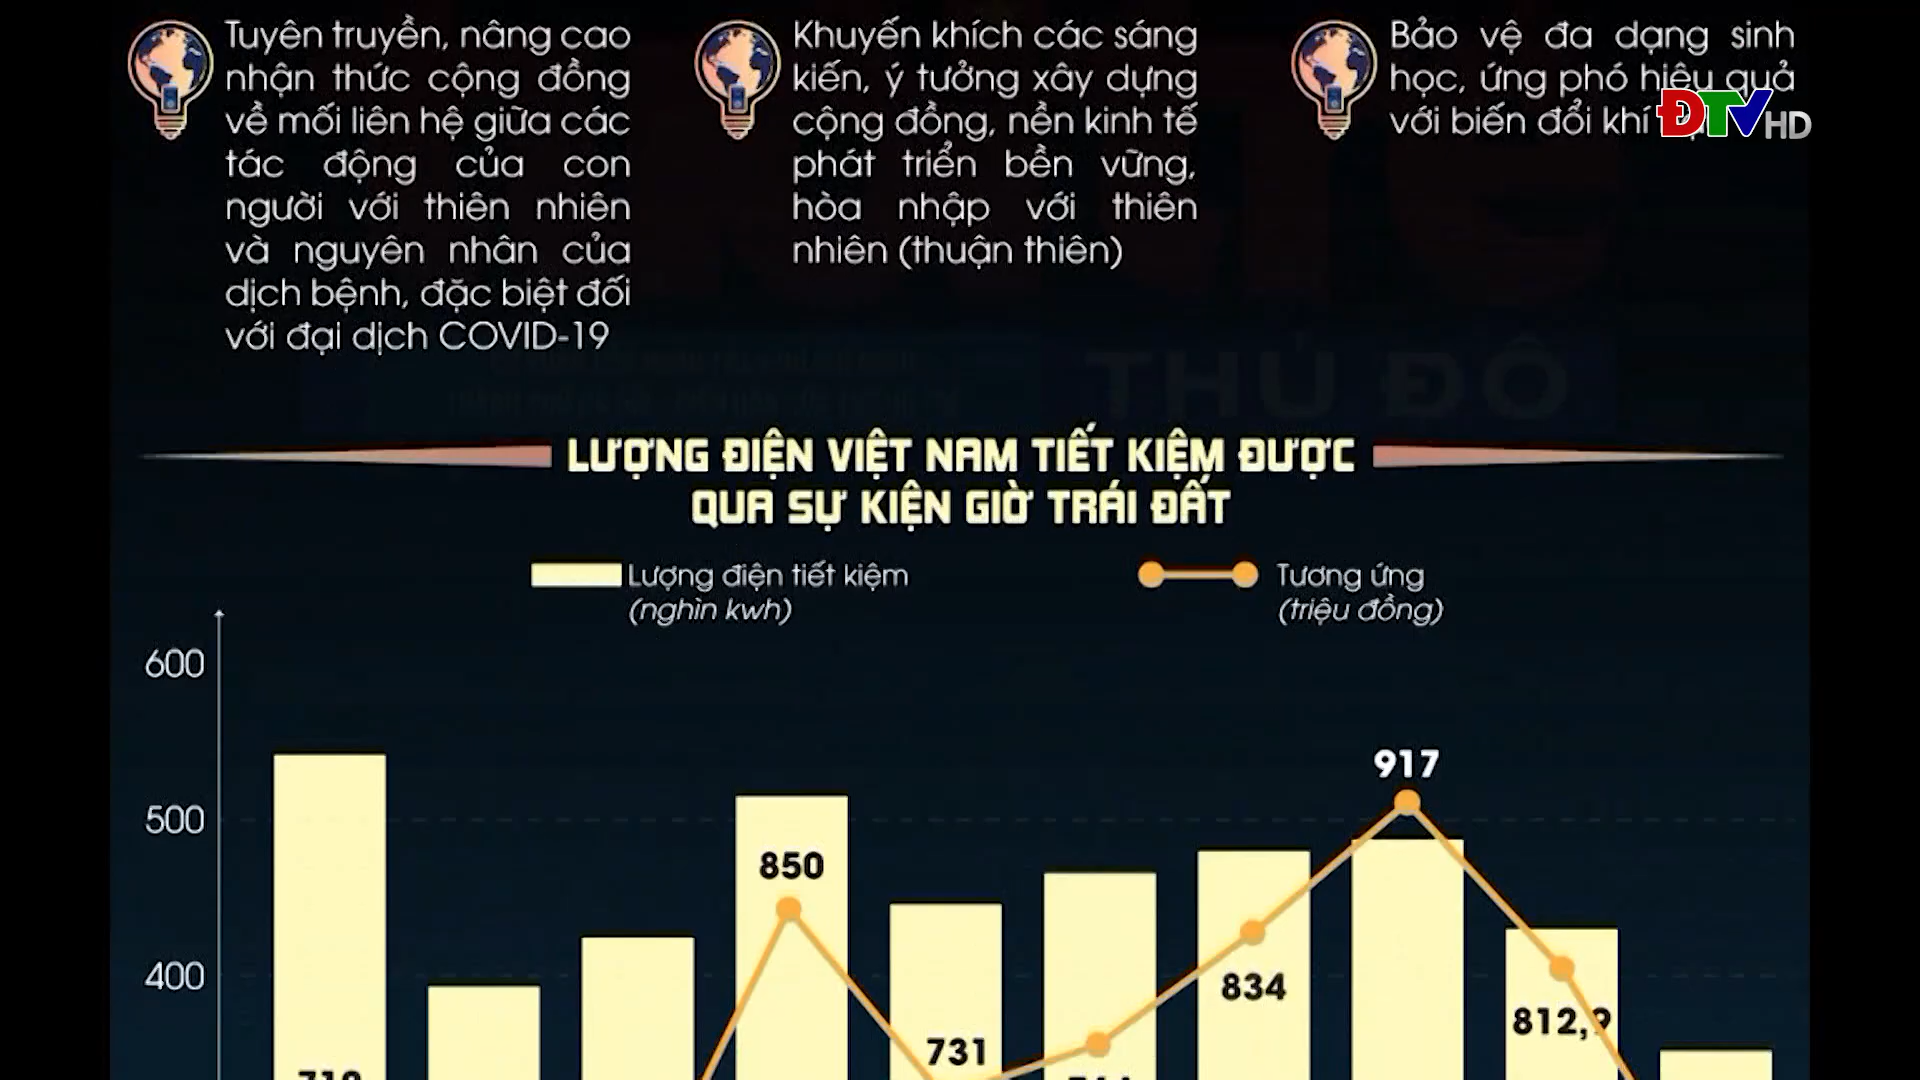 Tuyên truyền, nâng cao
nhận thức cộng đồng
về mối liên hệ giữa các
tác động của con
người với thiên nhiên
và nguyên nhân của
dịch bệnh, đặc biệt đối
với đại dịch COVID-19
Khuyến khích các sáng
kiến, ý tưởng xây dựng
cộng đồng, nền kinh tế
phát triển bền vững,
hòa nhập với thiên
nhiên (thuận thiên)
Bảo vệ đa dạng sinh
học, ứng phó hiệu quả
với biến đổi khí
ĐTV HD
THỦ ĐÔ
LƯỢNG ĐIỆN VIỆT NAM TIẾT KIỆM ĐƯỢC
QUA SỰ KIỆN GIỜ TRÁI ĐẤT
Lượng điện tiết kiệm
(nghìn kwh)
Tương ứng
(triệu đồng)
600
500
400
917
850
834
812,9
731